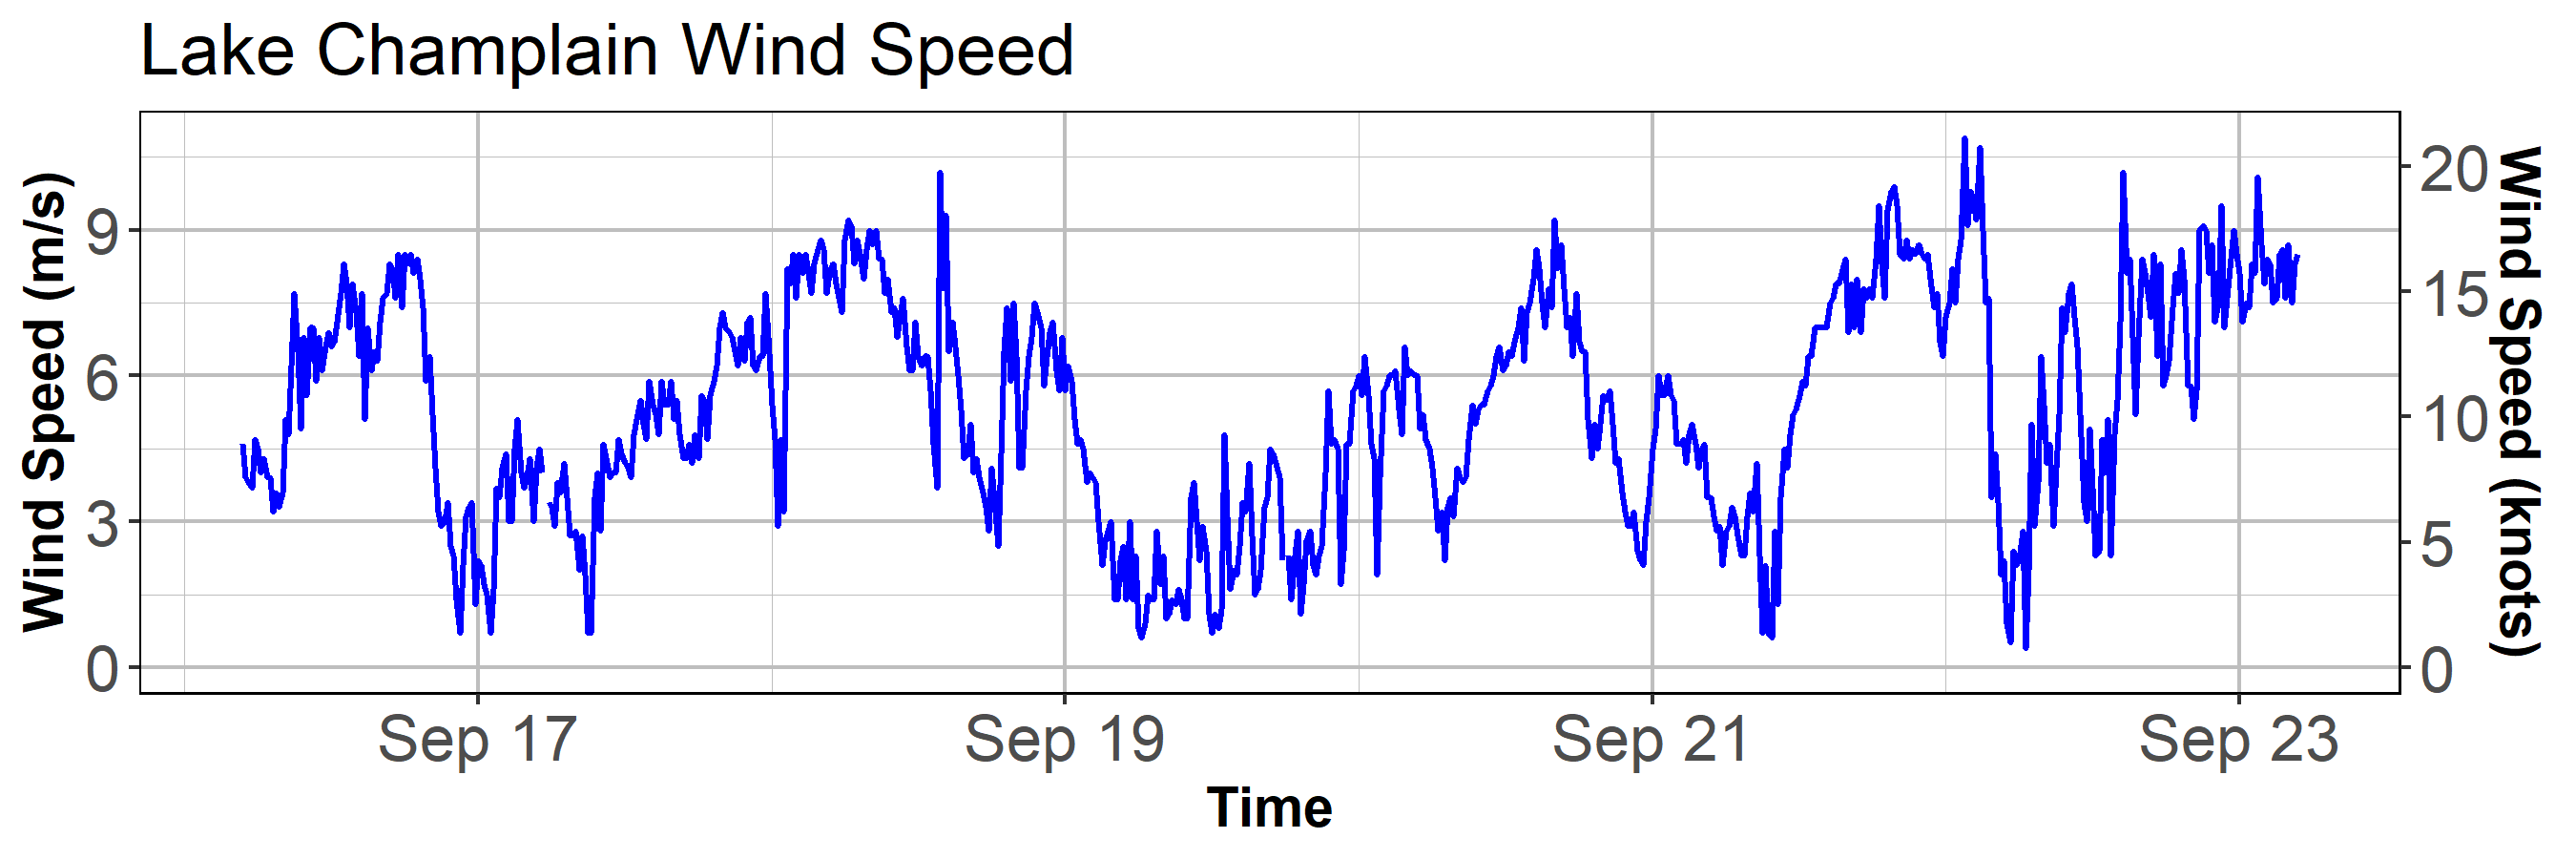 Lake Champlain Wind Speed
Wind Speed (m/s)
9
6
3
0
20
15
10
5
0
Wind Speed (knots)
Sep 17
Sep 19
Sep 21
Sep 23
Time